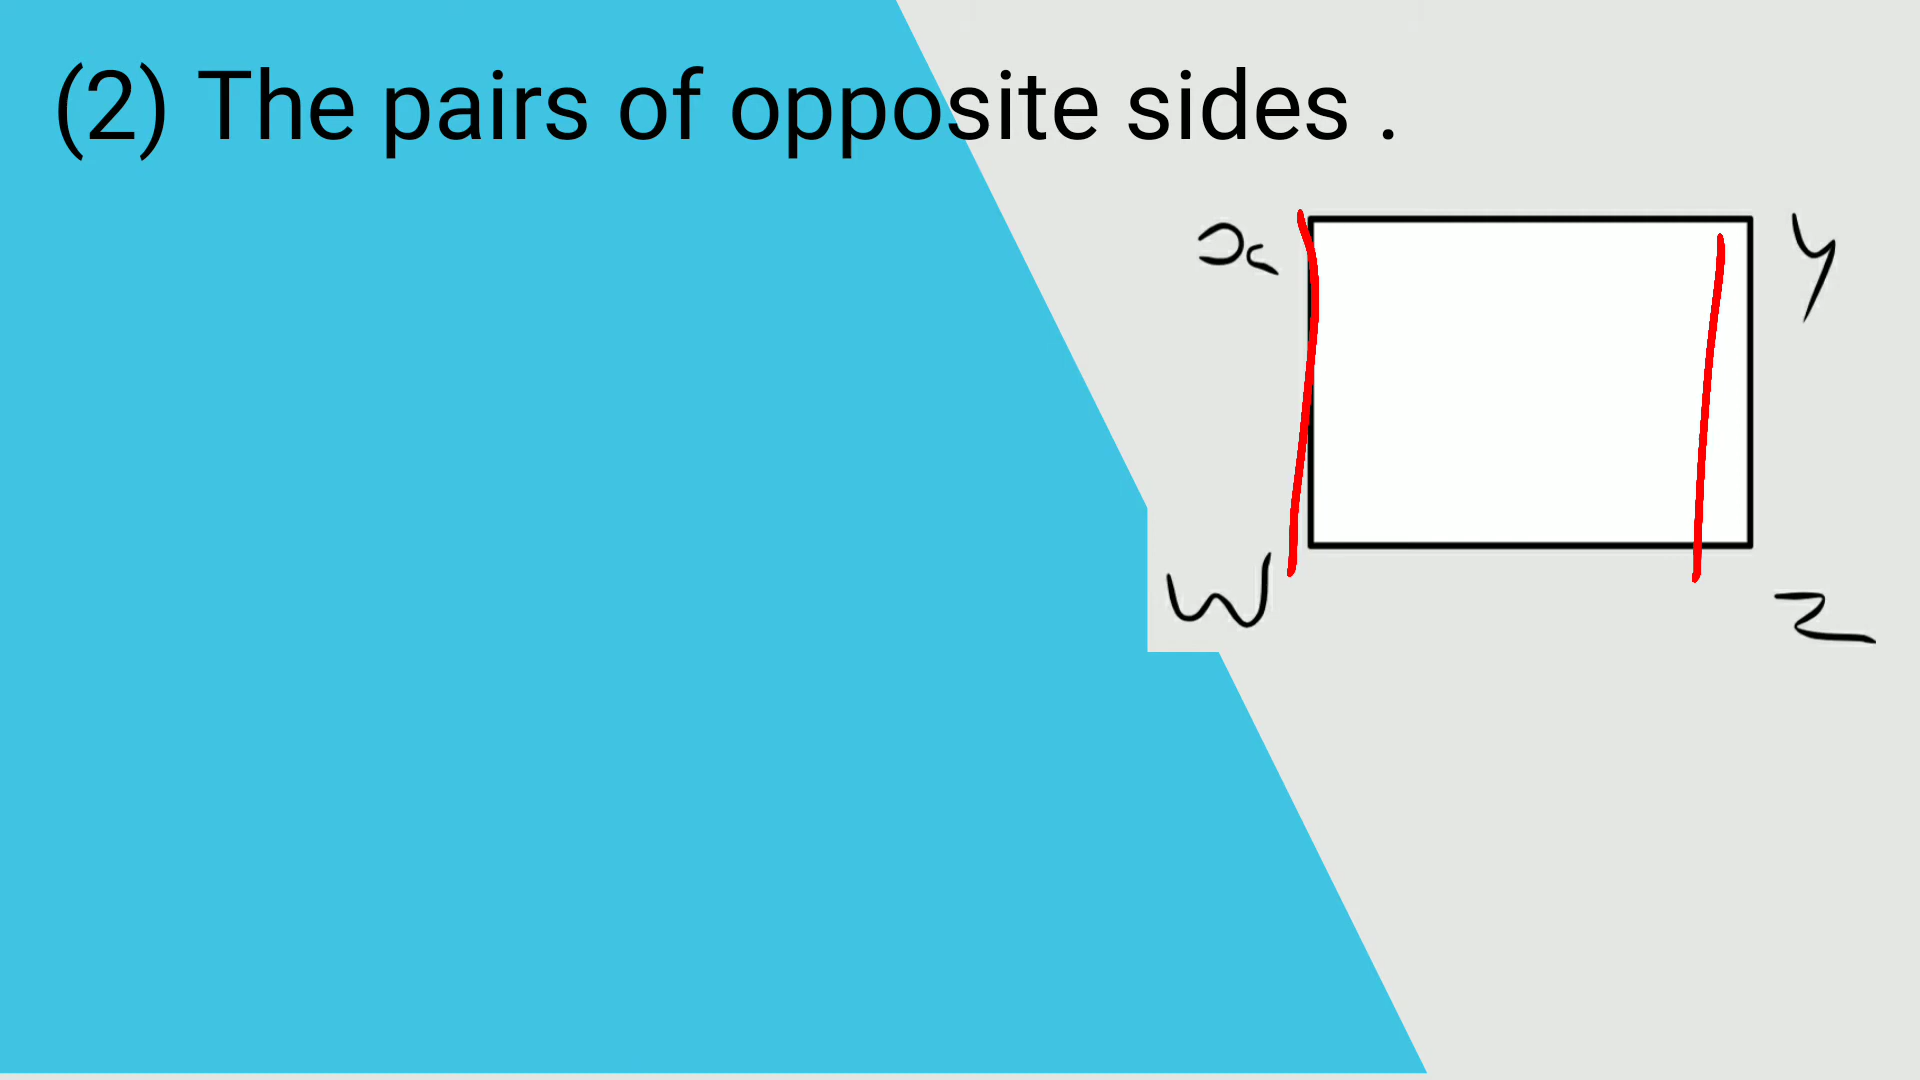 (2) The pairs of opposite sides .
x y
W z